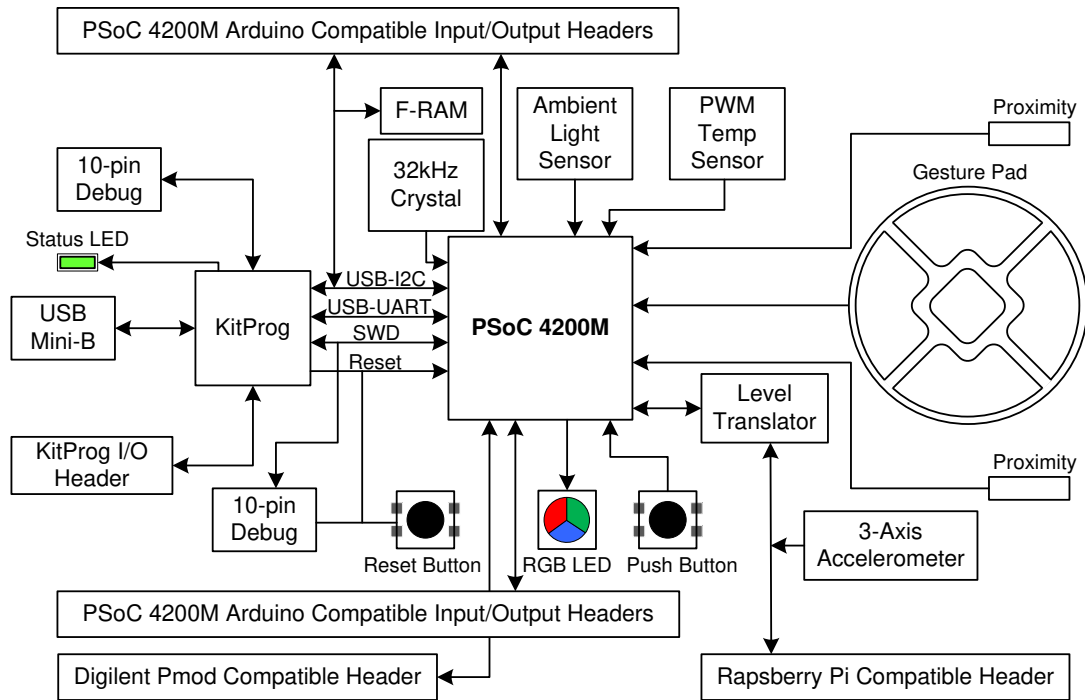 PSoC 4200M Arduino Compatible Input/Output Headers
F-RAM
Ambient
Light
Sensor
PWM
Temp
Sensor
Proximity
10-pin
Debug
32kHz
Crystal
Gesture Pad
Status LED
USB-I2C
USB-UART
SWD
Reset
KitProg
PSoC 4200M
USB
Mini-B
Level
Translator
KitProg I/O
Header
10-pin
Debug
Proximity
3-Axis
Accelerometer
Reset Button
RGB LED
Push Button
PSoC 4200M Arduino Compatible Input/Output Headers
Digilent Pmod Compatible Header
Rapsberry Pi Compatible Header